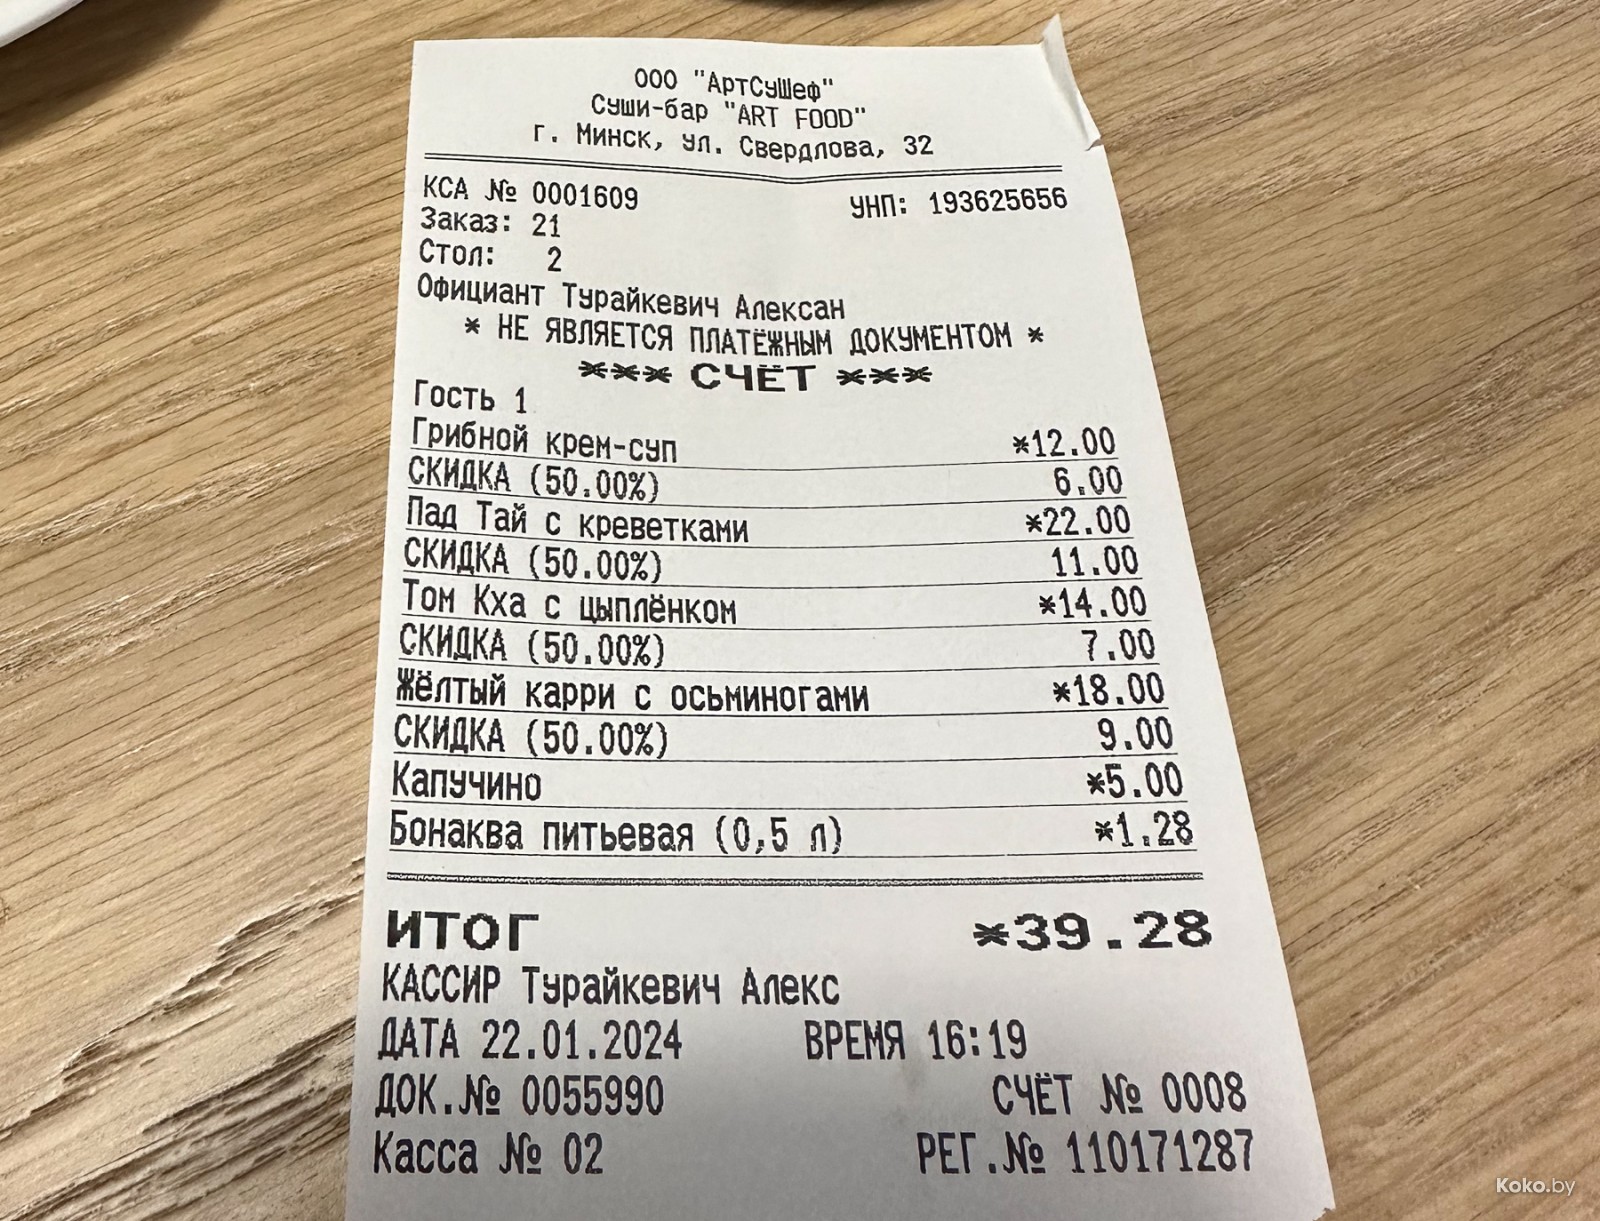 ООО "АртСуШеф"
Суши-бар "ART FOOD"
г. Минск, ул. Свердлова, 32
КСА № 0001609 УНП: 193625656
Заказ: 21
Стол: 2
Официант Турайкевич Алексан
* НЕ ЯВЛЯЕТСЯ ПЛАТЁЖНЫМ ДОКУМЕНТОМ *
*** СЧЁТ ***
Гость 1
Грибной крем-суп *12.00
СКИДКА (50.00%) 6.00
Пад Тай с креветками *22.00
СКИДКА (50.00%) 11.00
Том Кха с цыплёнком *14.00
СКИДКА (50.00%) 7.00
Жёлтый карри с осьминогами *18.00
СКИДКА (50.00%) 9.00
Капучино *5.00
Бонаква питьевая (0,5 л) *1.28
ИТОГ *39.28
КАССИР Турайкевич Алекс
ДАТА 22.01.2024 ВРЕМЯ 16:19
ДОК.№ 0055990 СЧЁТ № 0008
Касса № 02 РЕГ.№ 110171287
Koko.by